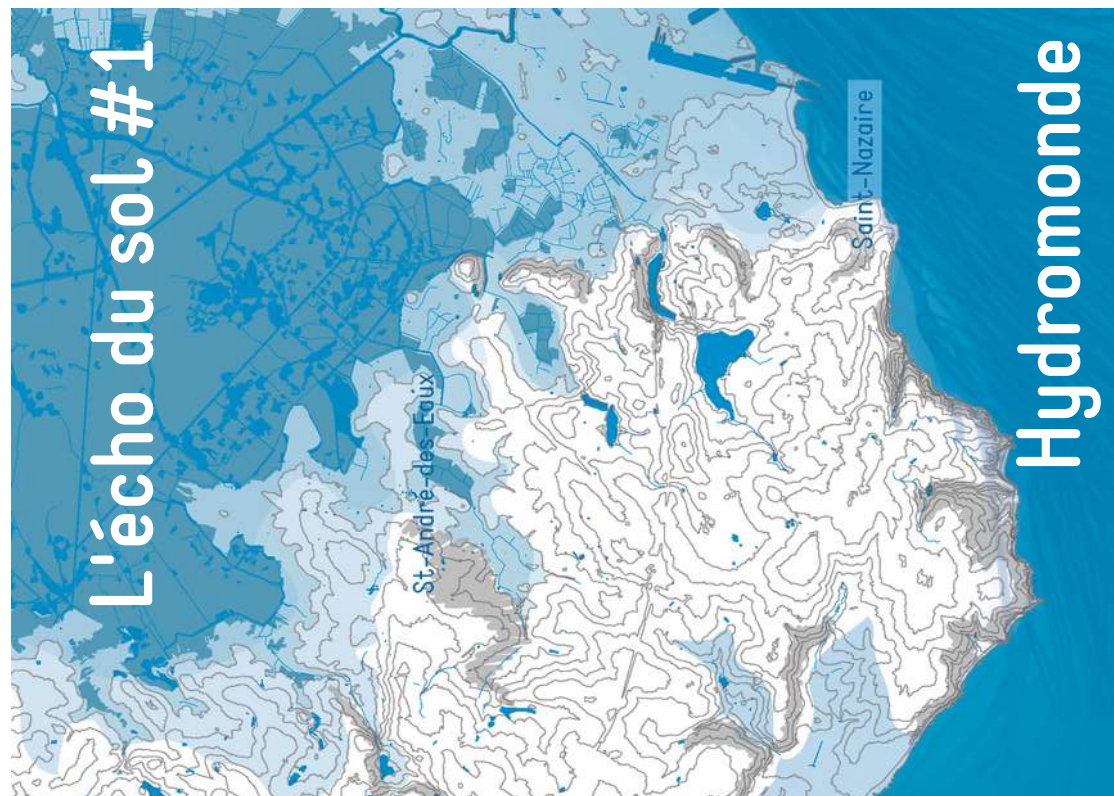 L'écho du sol #1
St-André-des-Eaux
Saint-Nazaire
Hydromonde